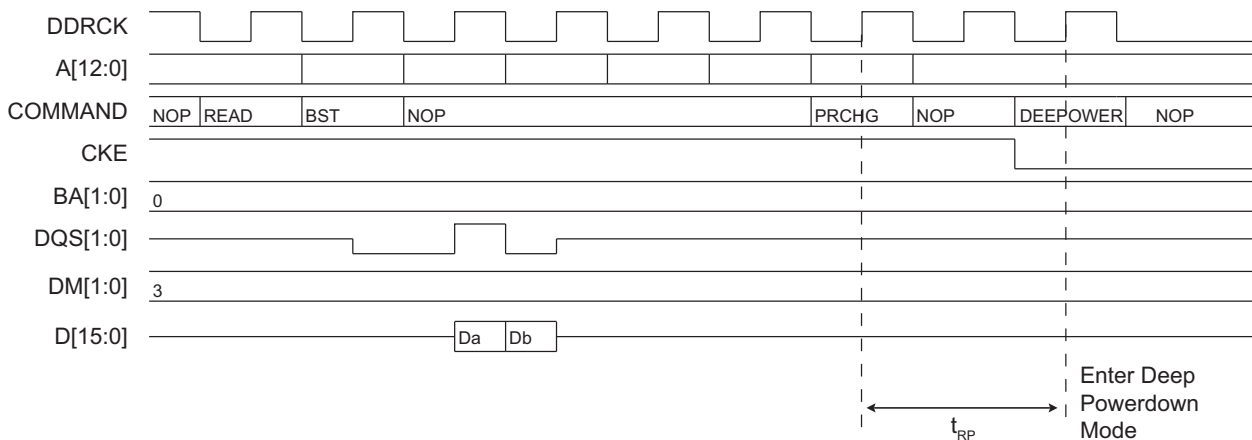 DDRCK
A[12:0]
COMMAND NOP READ BST NOP PRCHG NOP DEEPOWER NOP
CKE
BA[1:0] 0
DQS[1:0]
DM[1:0] 3
D[15:0] Da Db
Enter Deep
Powerdown
Mode
tRP